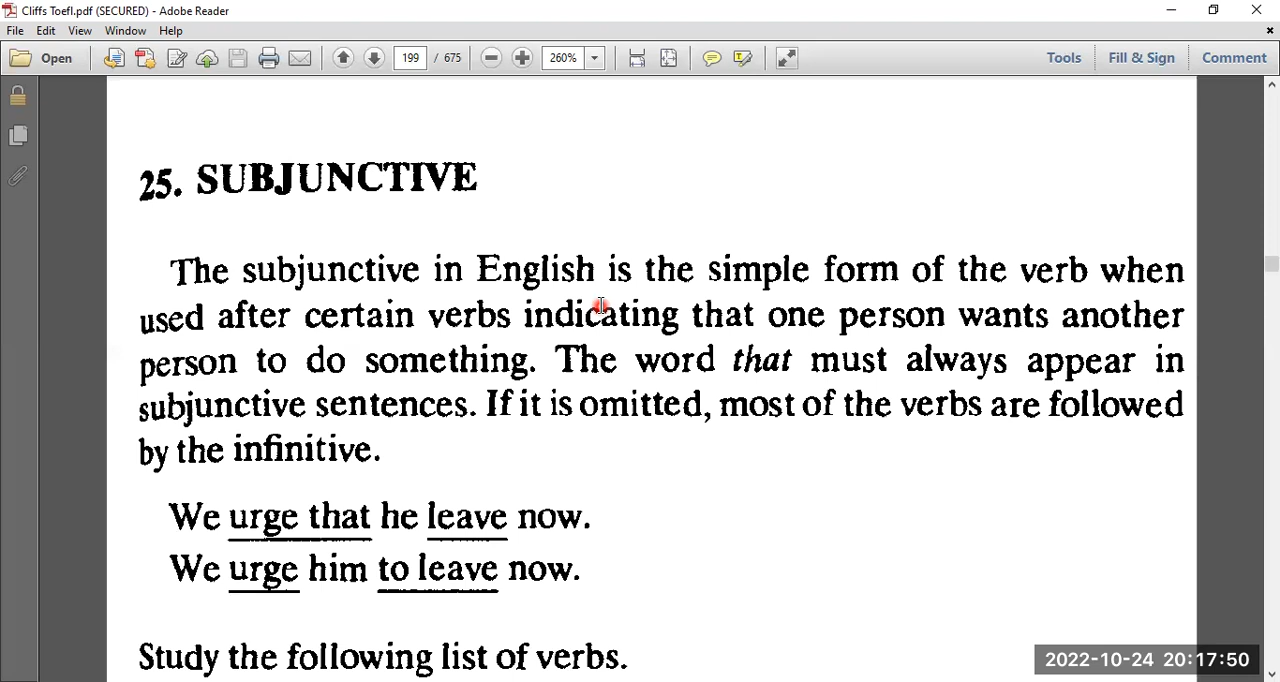 Cliffs Toefl.pdf (SECURED) - Adobe Reader
File Edit View Window Help
Open 199 / 675 260% Tools Fill & Sign Comment
25. SUBJUNCTIVE
The subjunctive in English is the simple form of the verb when
used after certain verbs indicating that one person wants another
person to do something. The word that must always appear in
subjunctive sentences. If it is omitted, most of the verbs are followed
by the infinitive.
We urge that he leave now.
We urge him to leave now.
Study the following list of verbs.
2022-10-24 20:17:50